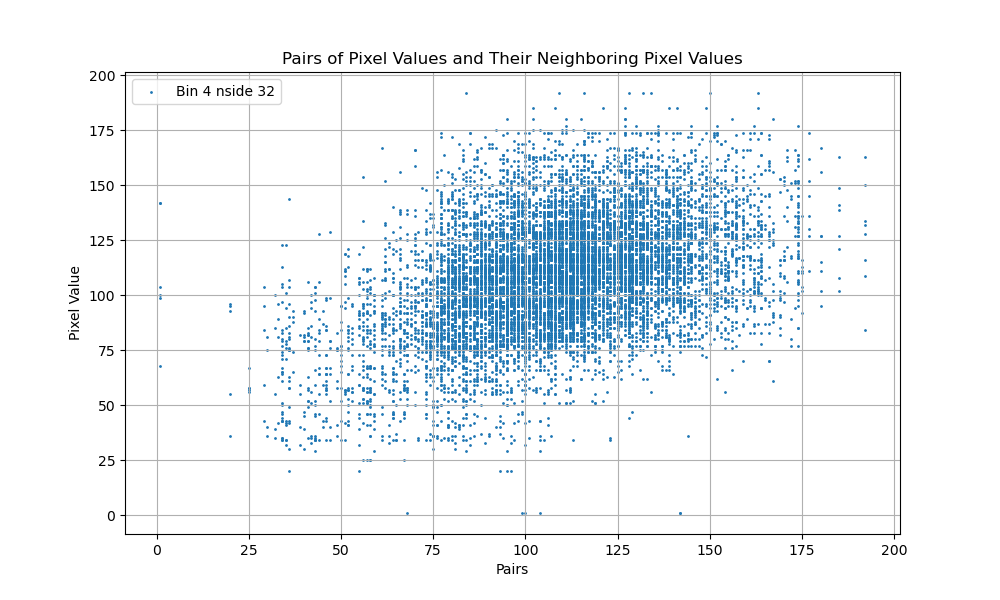 Pairs of Pixel Values and Their Neighboring Pixel Values
Bin 4 nside 32
200
175
150
125
100
75
50
25
0
Pixel Value
0 25 50 75 100 125 150 175 200
Pairs